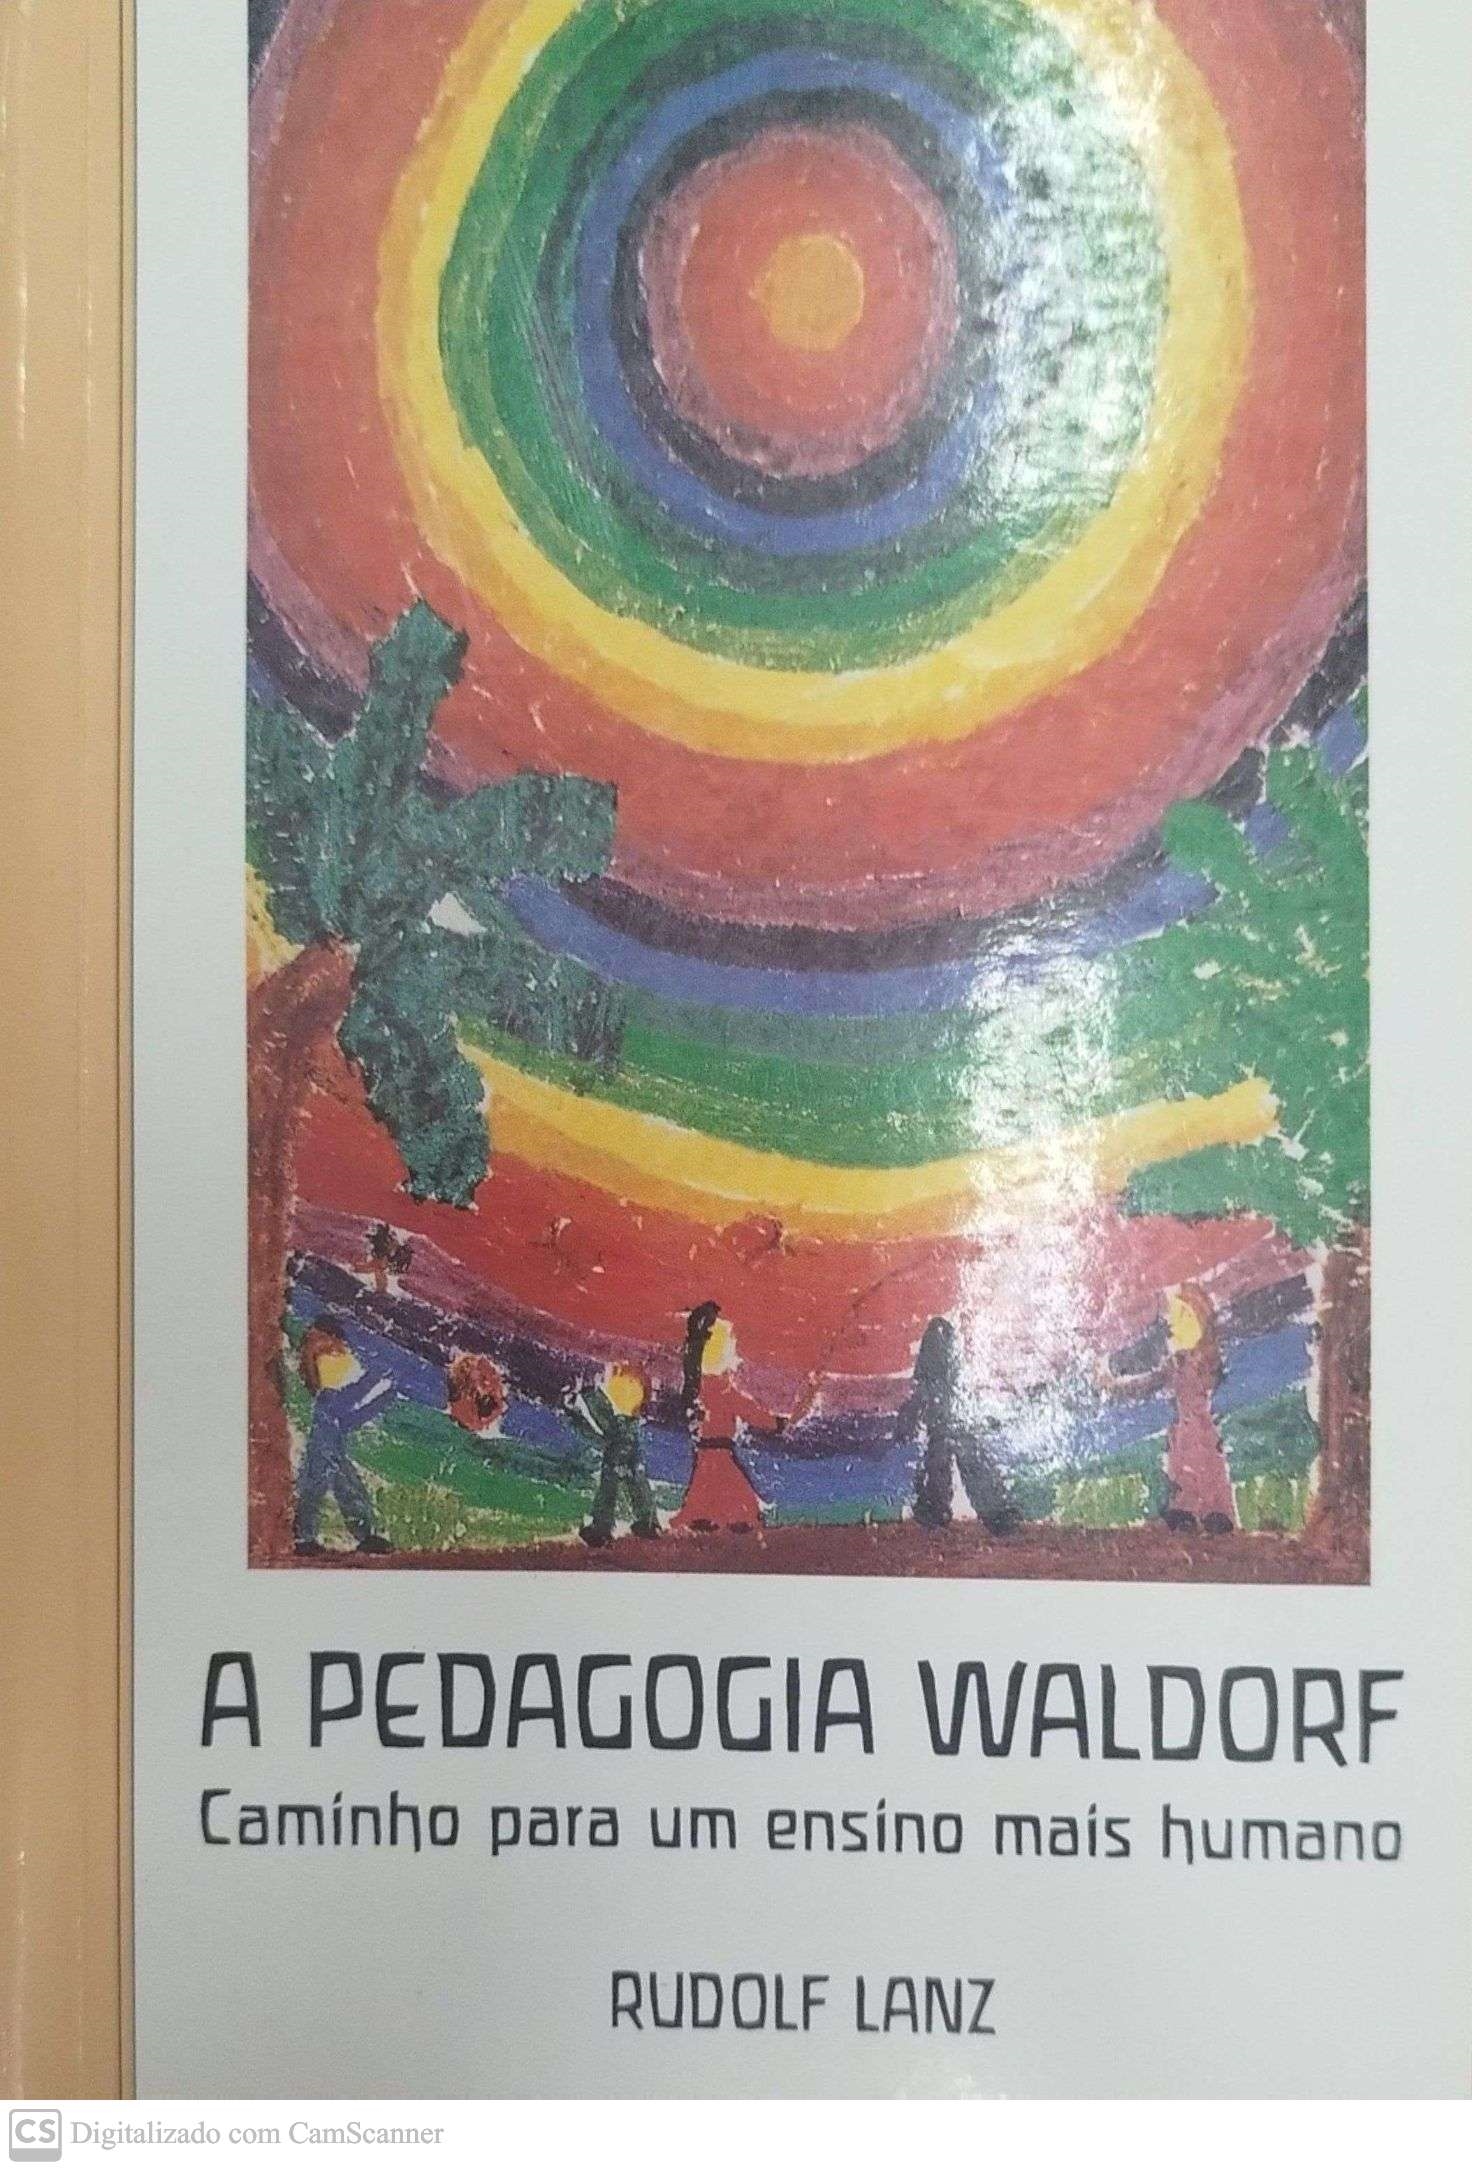 A PEDAGOGIA WALDORF
Caminho para um ensino mais humano
RUDOLF LANZ
CS Digitalizado com CamScanner